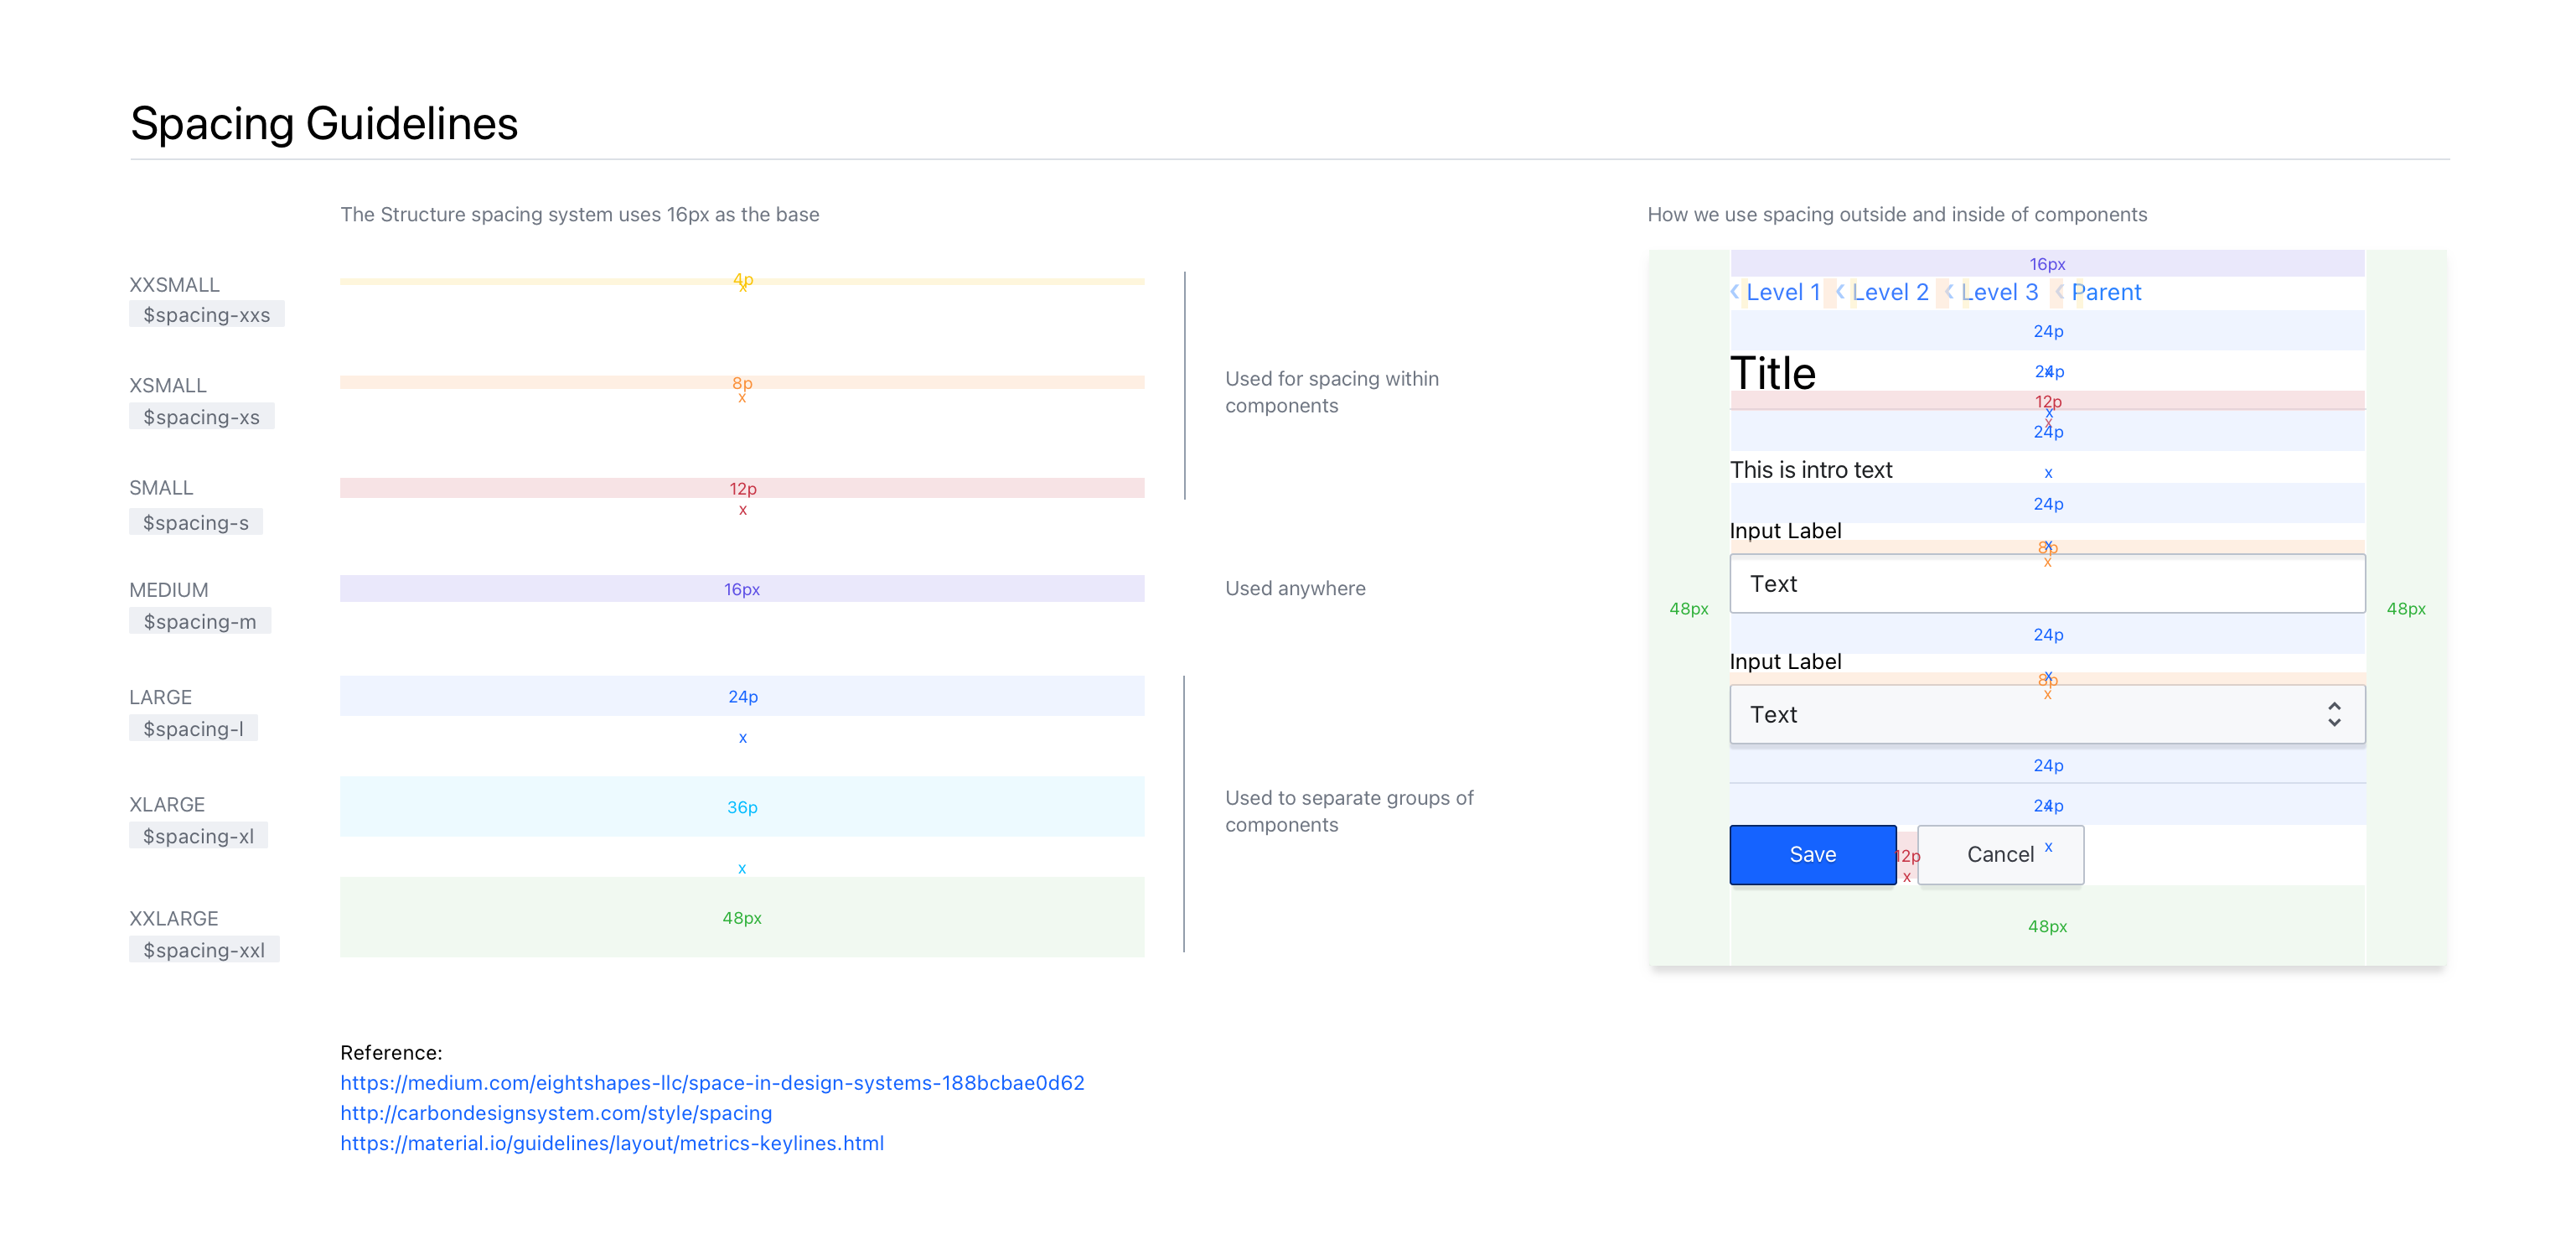 Spacing Guidelines
The Structure spacing system uses 16px as the base
XXSMALL
$spacing-xxs
4p
x
XSMALL
$spacing-xs
8p
x
SMALL
$spacing-s
12p
x
Used for spacing within
components
MEDIUM
$spacing-m
16px
Used anywhere
LARGE
$spacing-l
24p
x
XLARGE
$spacing-xl
36p
x
XXLARGE
$spacing-xxl
48px
Used to separate groups of
components
Reference:
https://medium.com/eightshapes-llc/space-in-design-systems-188bcbae0d62
http://carbondesignsystem.com/style/spacing
https://material.io/guidelines/layout/metrics-keylines.html
How we use spacing outside and inside of components
16px
Level 1 Level 2 Level 3 Parent
24p
x
Title
24p
x
12p
x
24p
x
This is intro text
24p
x
Input Label
8p
x
Text
48px
48px
24p
x
Input Label
8p
x
Text
24p
x
24p
x
Save
12p
x
Cancel
48px